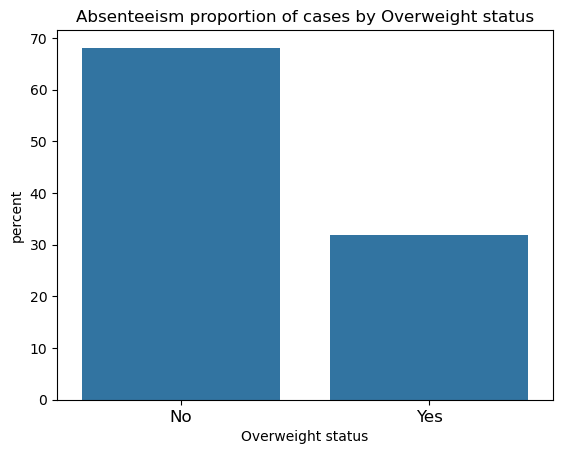 Absenteeism proportion of cases by Overweight status
percent
70
60
50
40
30
20
10
0
No Yes
Overweight status